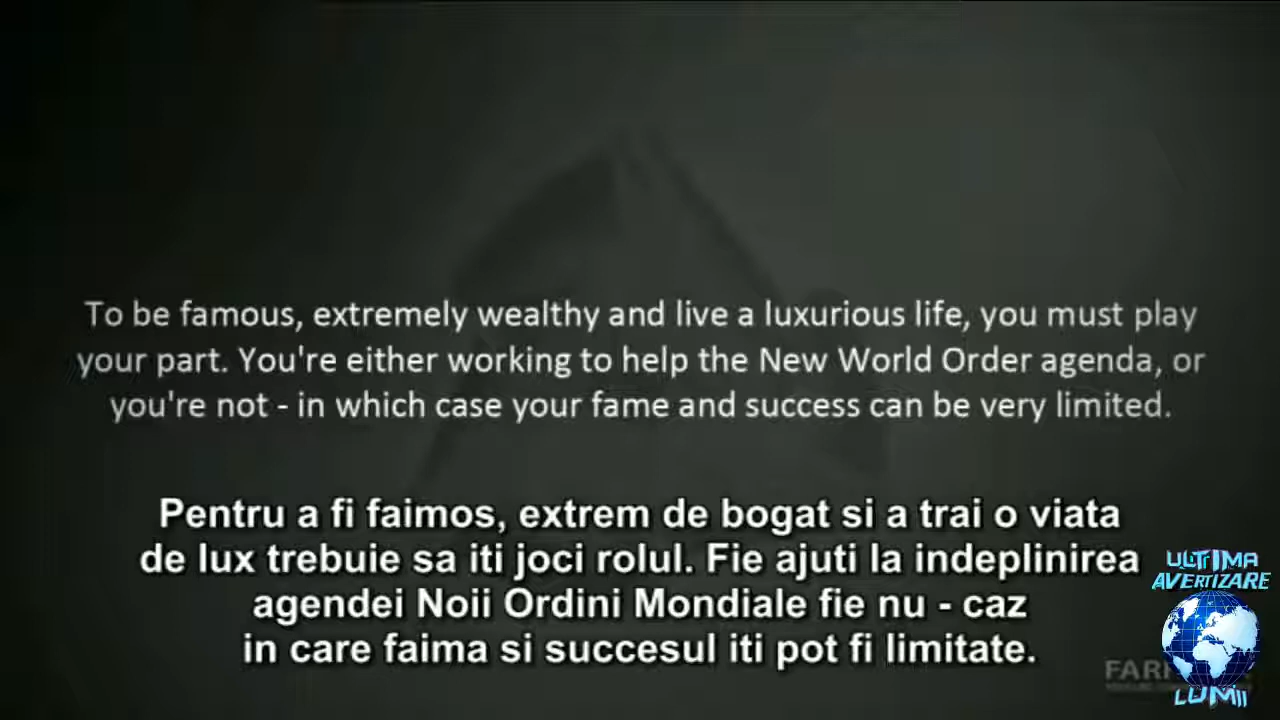 To be famous, extremely wealthy and live a luxurious life, you must play
your part. You're either working to help the New World Order agenda, or
you're not - in which case your fame and success can be very limited.
Pentru a fi faimos, extrem de bogat si a trai o viata
de lux trebuie sa iti joci rolul. Fie ajuti la indeplinirea
agendei Noii Ordini Mondiale fie nu - caz
in care faima si succesul iti pot fi limitate.
ULTIMA
AVERTIZARE
LUMII